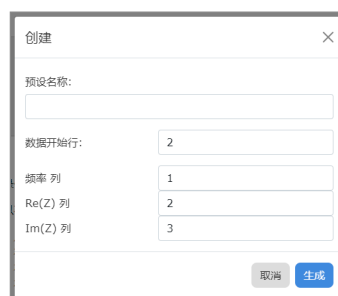 创建
预设名称:
数据开始行: 2
频率 列 1
Re(Z) 列 2
Im(Z) 列 3
取消 生成